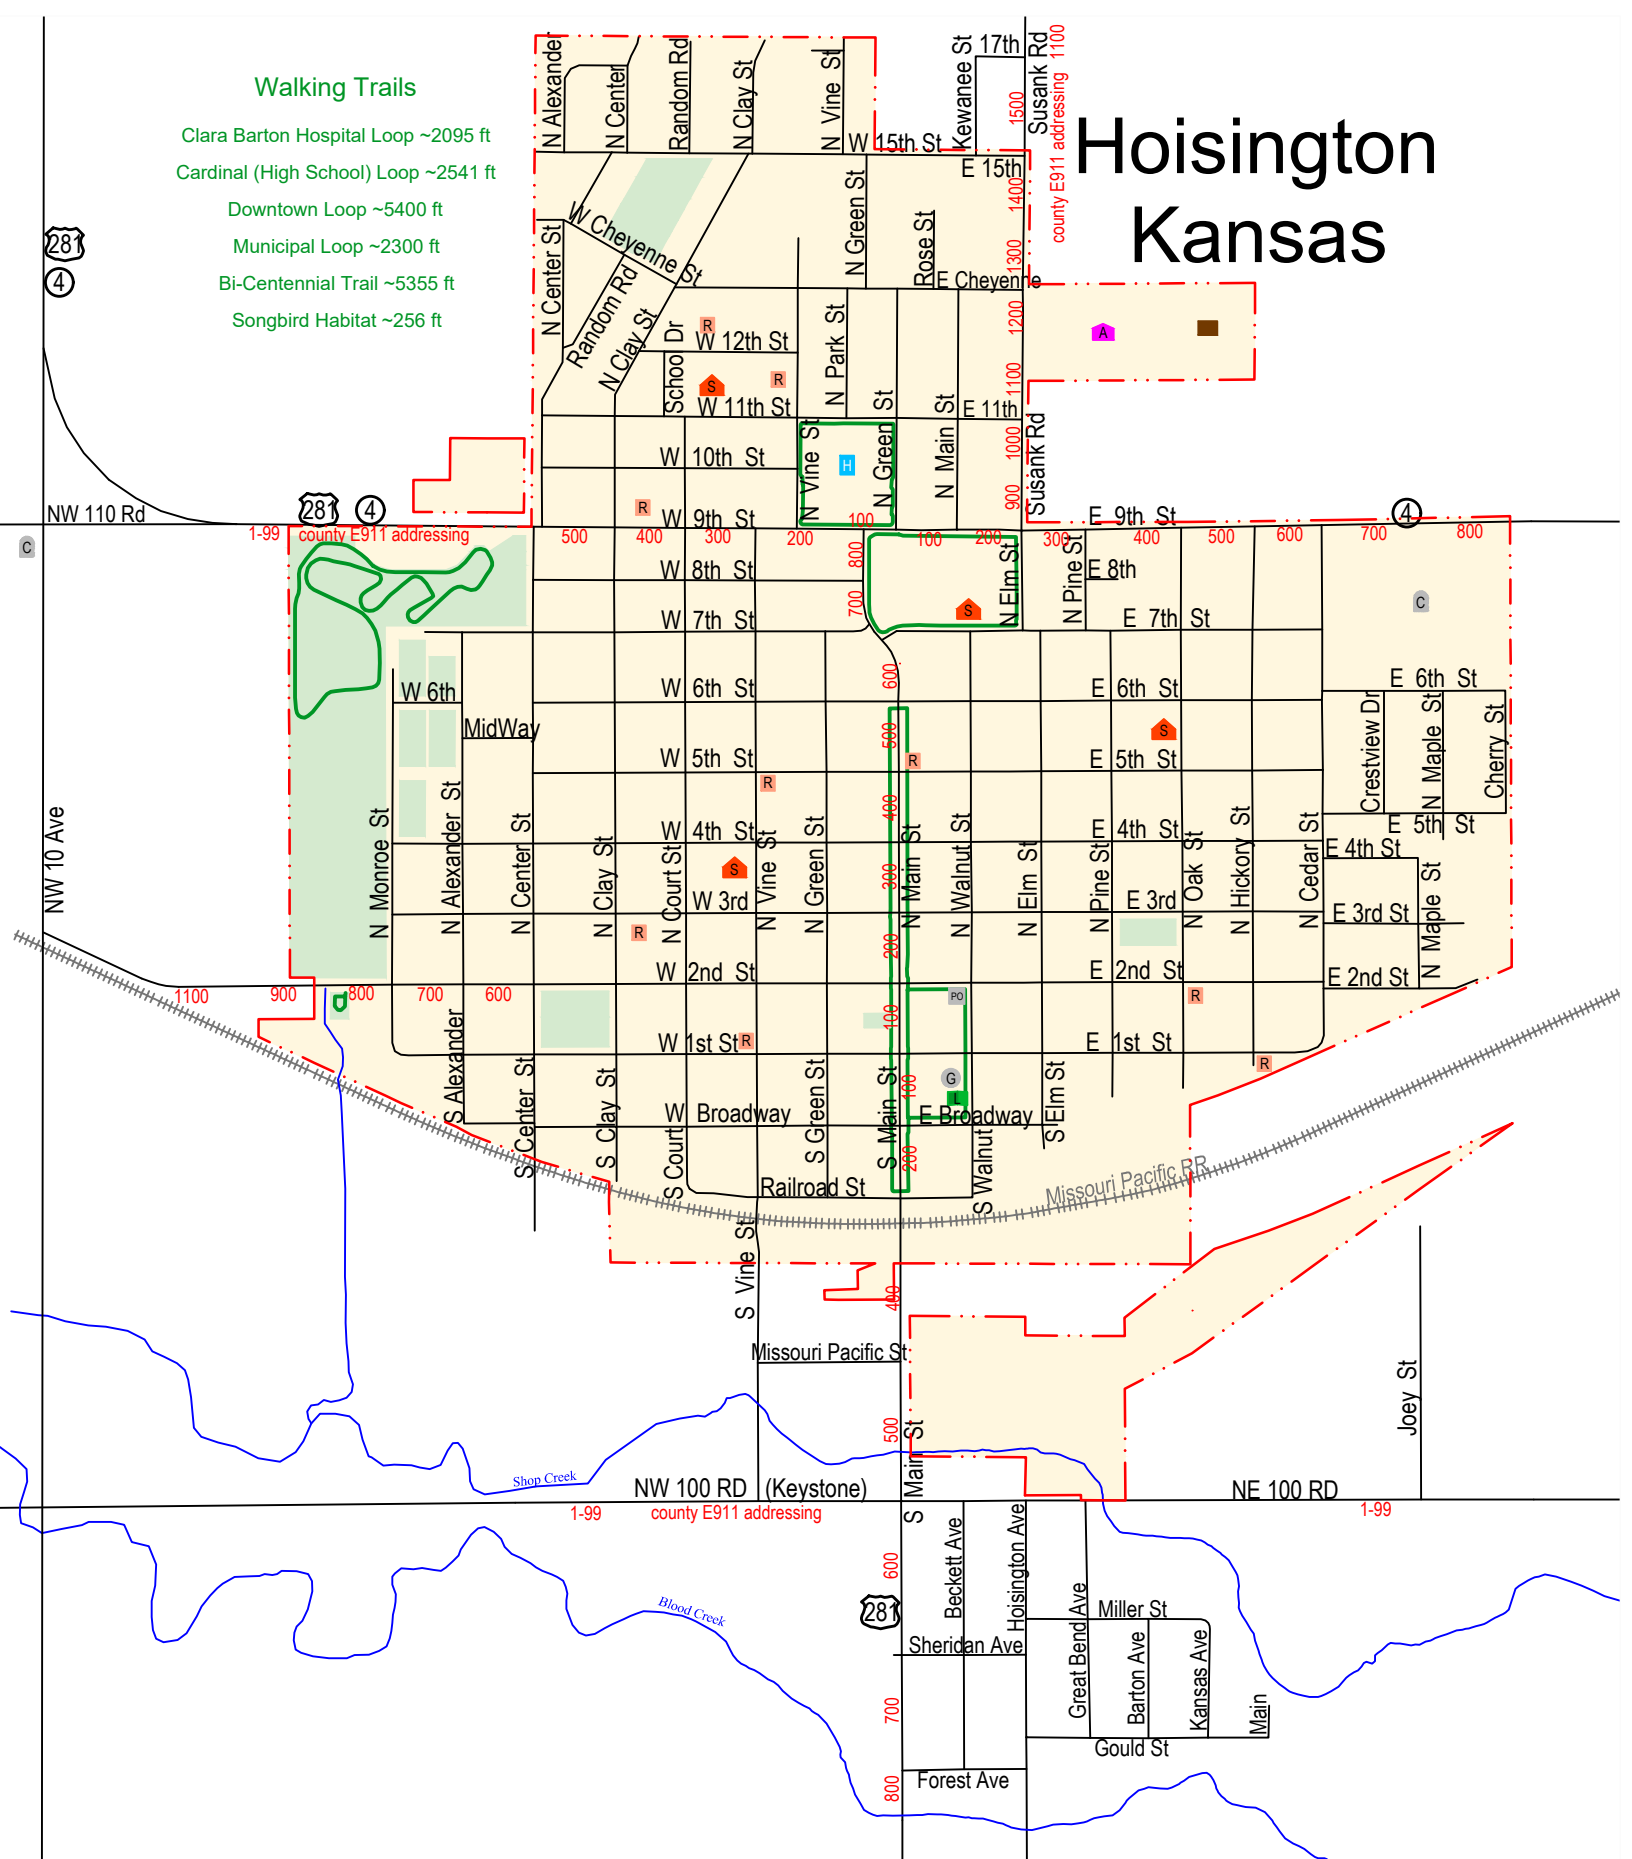 Hoisington
Kansas
Walking Trails
Clara Barton Hospital Loop ~2095 ft
Cardinal (High School) Loop ~2541 ft
Downtown Loop ~5400 ft
Municipal Loop ~2300 ft
Bi-Centennial Trail ~5355 ft
Songbird Habitat ~256 ft
N Alexander
N Center
Random Rd
N Clay St
N Vine St
Kewanee St
17th
Susank Rd
county E911 addressing 1100
1500
W 15th St
E 15th
1400
W Cheyenne St
N Green St
Rose St
1300
E Cheyenne
281
4
N Center St
Random Rd
N Clay St
School Dr
R
W 12th St
N Park St
1200
A
S
R
W 11th St
1100
N Green St
N Main St
E 11th
W 10th St
N Vine St
H
1000
Susank Rd
900
R
W 9th St
100
E 9th St
4
NW 110 Rd
281
4
1-99
county E911 addressing
500
400
300
200
100
200
300
400
500
600
700
800
C
W 8th St
800
N Elm St
N Pine St
E 8th
C
W 7th St
700
S
E 7th St
W 6th
W 6th St
600
E 6th St
E 6th St
MidWay
500
S
W 5th St
R
E 5th St
Crestview Dr
N Maple St
Cherry St
R
400
NW 10 Ave
N Monroe St
N Alexander St
N Center St
N Clay St
N Court St
W 4th St
N Vine St
N Green St
N Main St
N Walnut St
N Elm St
N Pine St
E 4th St
N Oak St
N Hickory St
N Cedar St
E 5th St
E 4th St
S
300
W 3rd
E 3rd
E 3rd St
N Maple St
R
200
W 2nd St
E 2nd St
E 2nd St
1100
900
800
700
600
PO
R
100
W 1st St
R
E 1st St
R
S Alexander
S Center St
S Clay St
S Court
S Green St
S Main St
100
G
L
W Broadway
E Broadway
S Elm St
S Walnut
200
Railroad St
Missouri Pacific RR
S Vine St
400
Missouri Pacific St
Joey St
500
S Main St
Shop Creek
NW 100 RD (Keystone)
NE 100 RD
1-99
county E911 addressing
1-99
600
Beckett Ave
Hoisington Ave
281
Blood Creek
Great Bend Ave
Miller St
Sheridan Ave
Barton Ave
Kansas Ave
Main
700
Gould St
Forest Ave
800